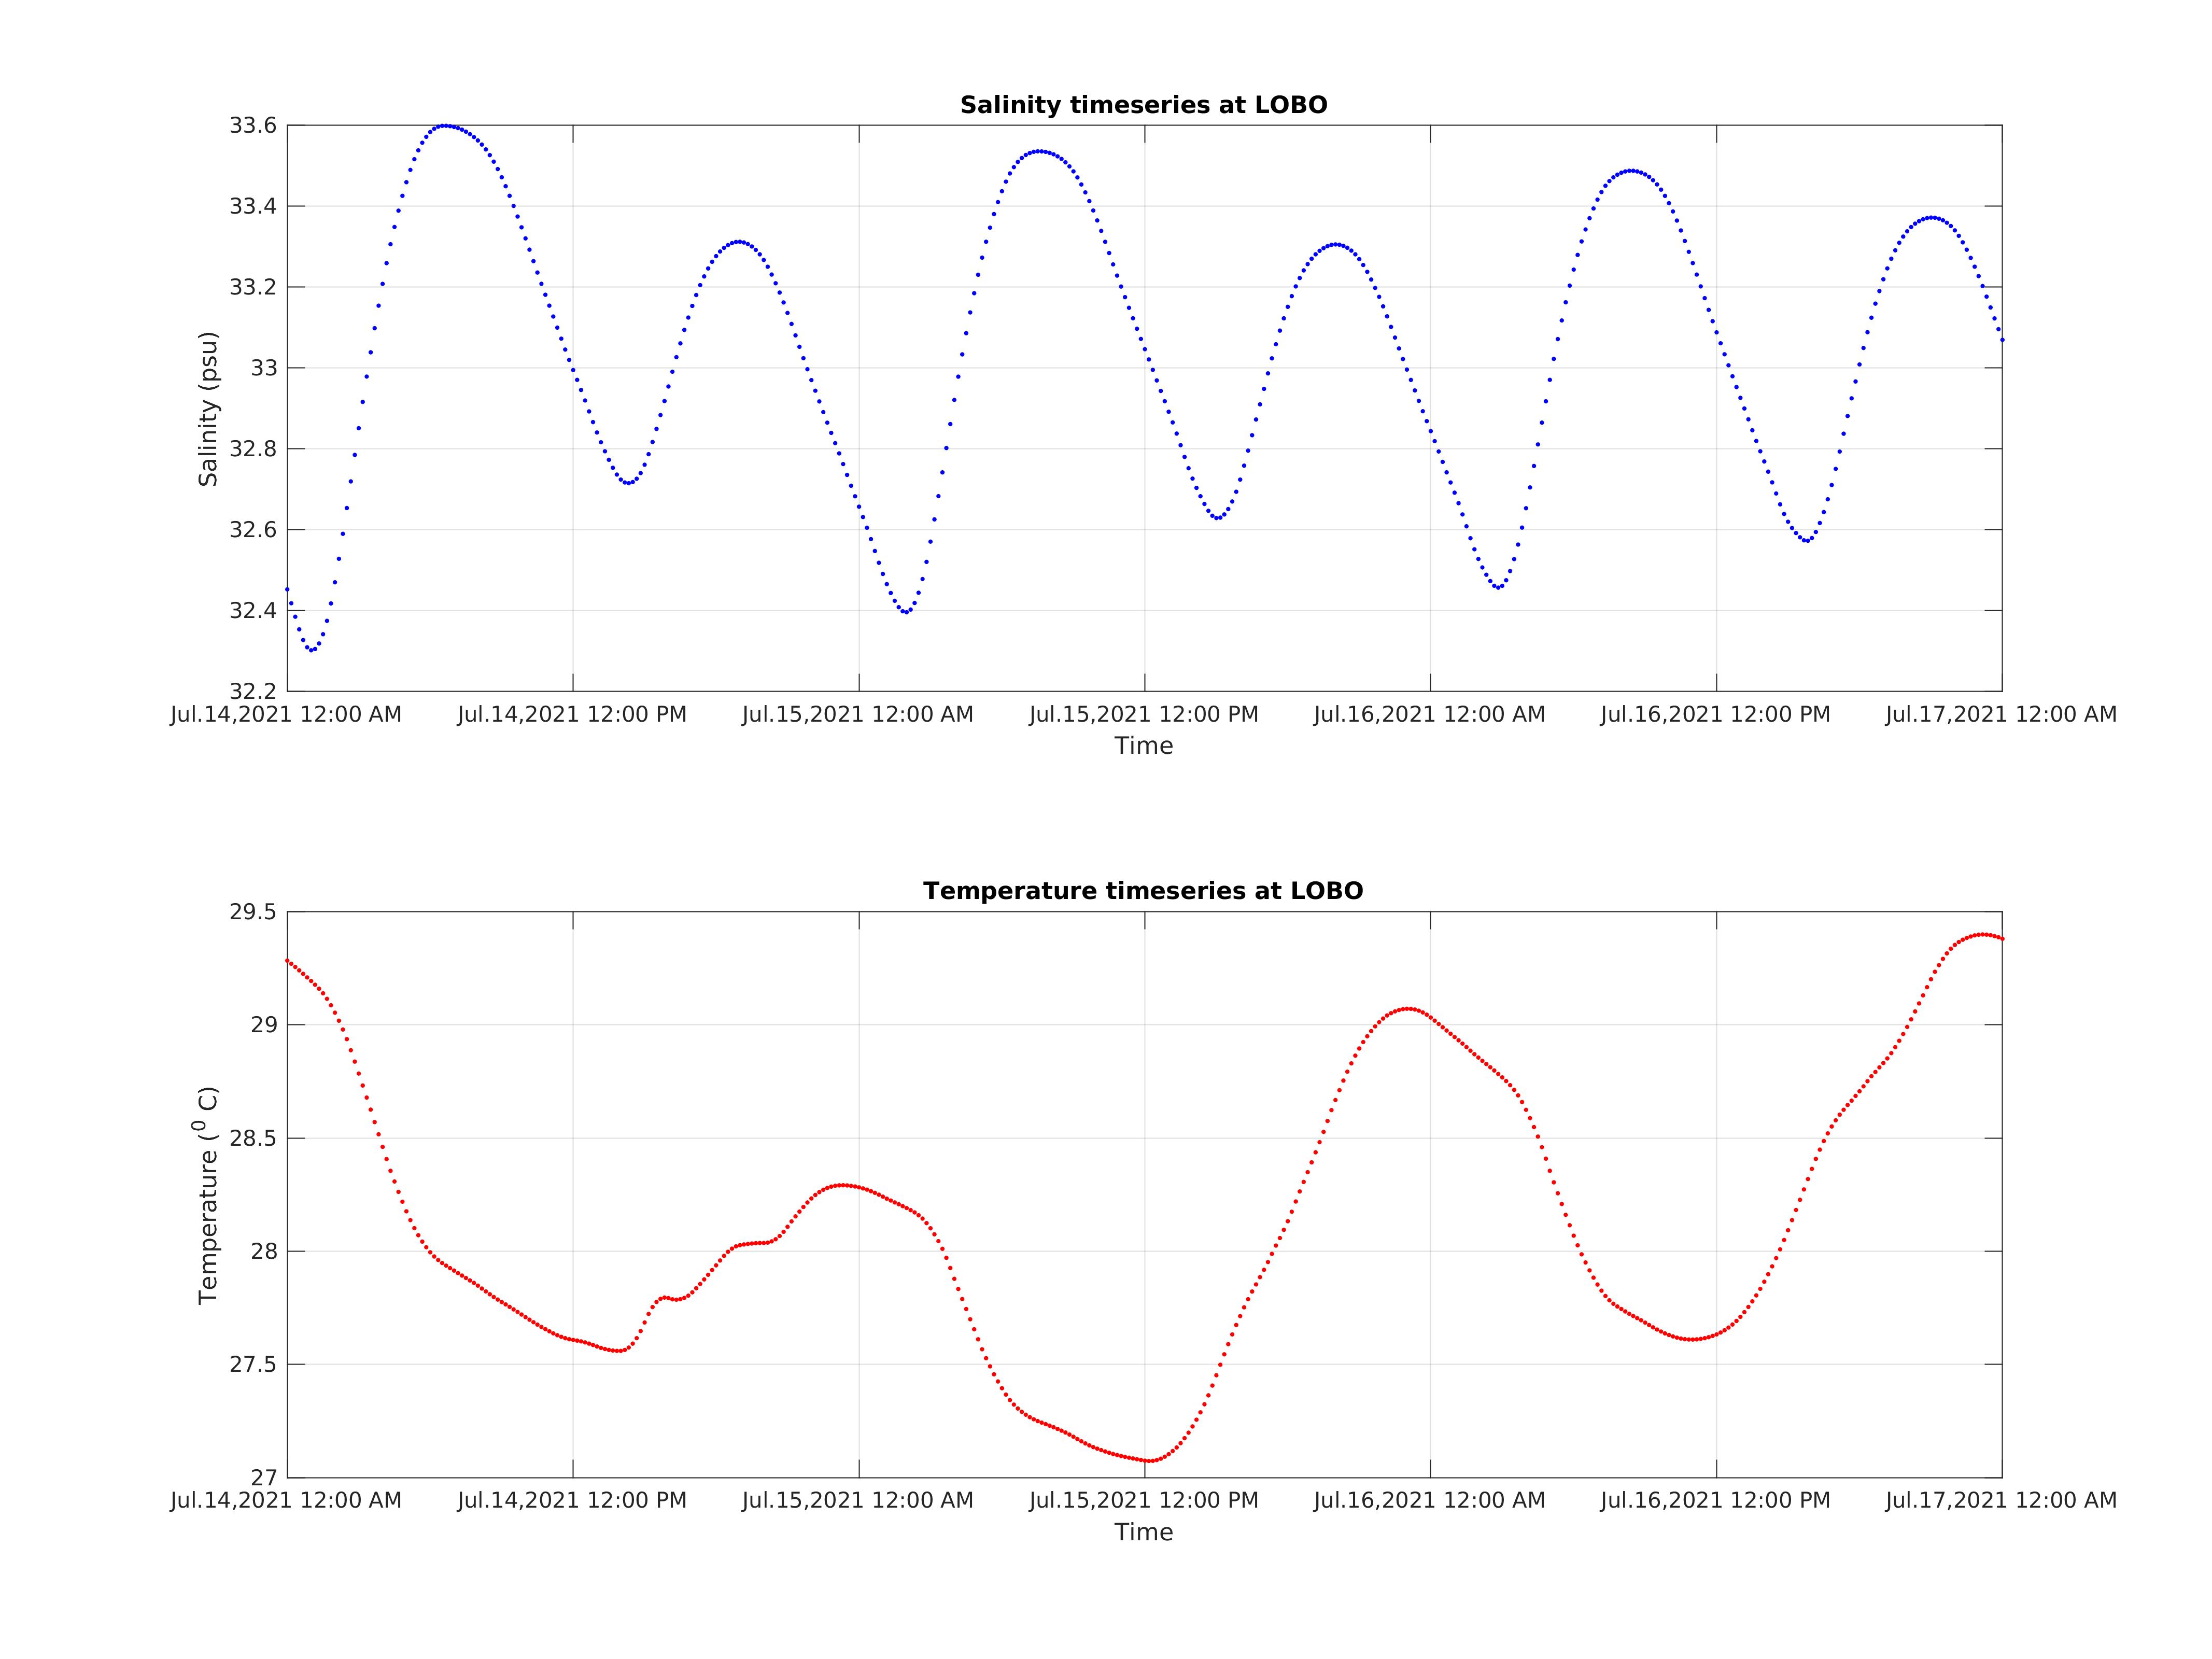 Salinity timeseries at LOBO
33.6
33.4
33.2
33
32.8
32.6
32.4
32.2
Salinity (psu)
Jul.14,2021 12:00 AM Jul.14,2021 12:00 PM Jul.15,2021 12:00 AM Jul.15,2021 12:00 PM Jul.16,2021 12:00 AM Jul.16,2021 12:00 PM Jul.17,2021 12:00 AM
Time
Temperature timeseries at LOBO
29.5
29
28.5
28
27.5
27
Temperature (⁰ C)
Jul.14,2021 12:00 AM Jul.14,2021 12:00 PM Jul.15,2021 12:00 AM Jul.15,2021 12:00 PM Jul.16,2021 12:00 AM Jul.16,2021 12:00 PM Jul.17,2021 12:00 AM
Time